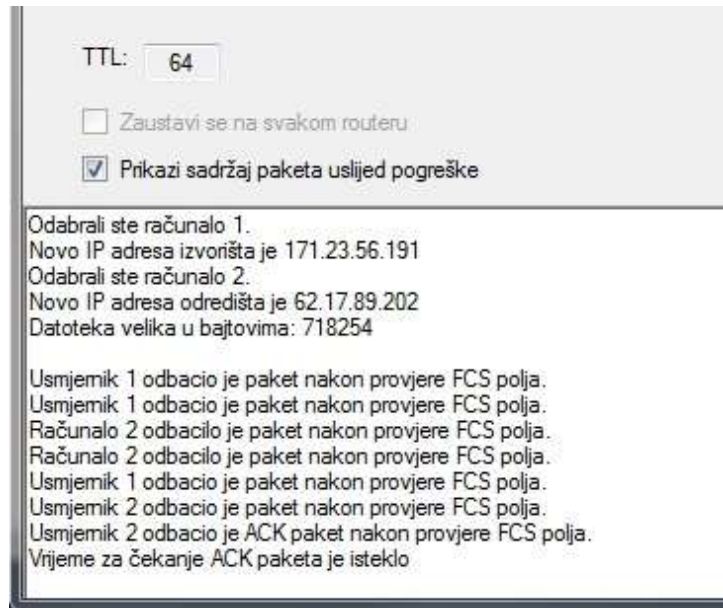 TTL: 64
Zaustavi se na svakom routeru
Prikazi sadržaj paketa uslijed pogreške
Odabrali ste računalo 1.
Novo IP adresa izvorišta je 171.23.56.191
Odabrali ste računalo 2.
Novo IP adresa odredišta je 62.17.89.202
Datoteka velika u bajtovima: 718254
Usmjernik 1 odbacio je paket nakon provjere FCS polja.
Usmjernik 1 odbacio je paket nakon provjere FCS polja.
Računalo 2 odbacilo je paket nakon provjere FCS polja.
Računalo 2 odbacilo je paket nakon provjere FCS polja.
Usmjernik 1 odbacio je paket nakon provjere FCS polja.
Usmjernik 2 odbacio je paket nakon provjere FCS polja.
Usmjernik 2 odbacio je ACK paket nakon provjere FCS polja.
Vrijeme za čekanje ACK paketa je isteklo